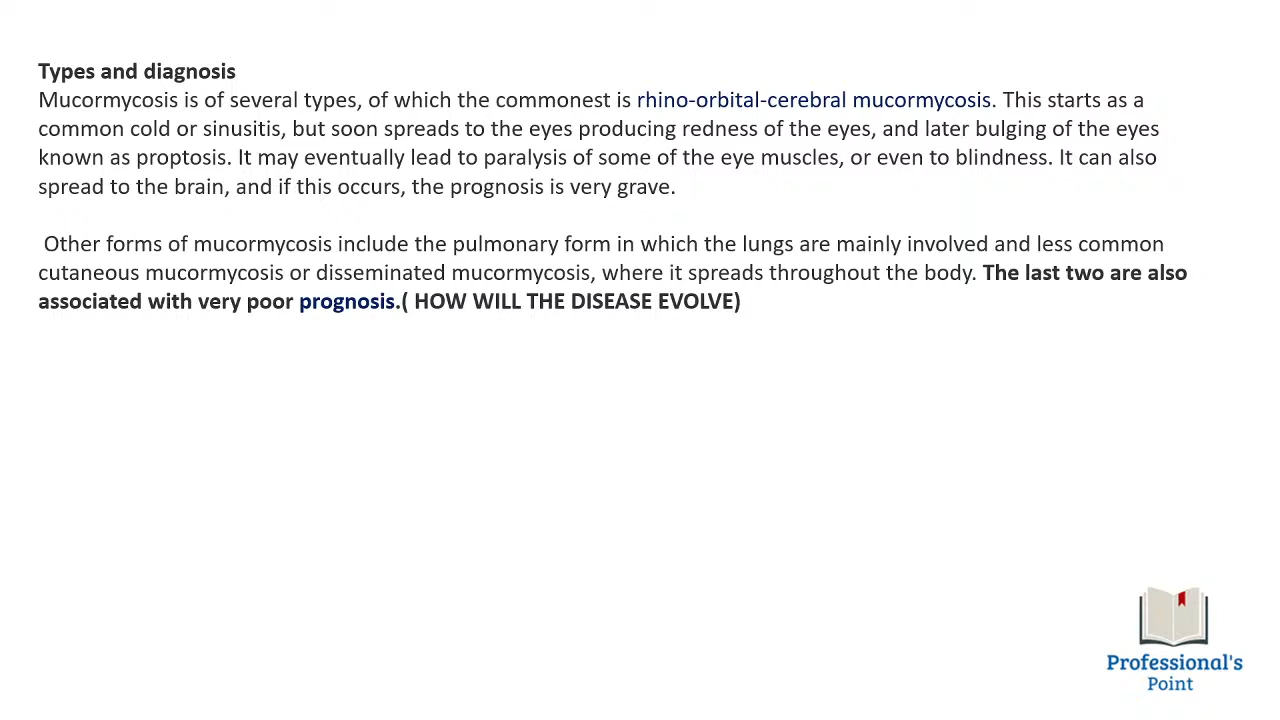 Types and diagnosis
Mucormycosis is of several types, of which the commonest is rhino-orbital-cerebral mucormycosis. This starts as a
common cold or sinusitis, but soon spreads to the eyes producing redness of the eyes, and later bulging of the eyes
known as proptosis. It may eventually lead to paralysis of some of the eye muscles, or even to blindness. It can also
spread to the brain, and if this occurs, the prognosis is very grave.
Other forms of mucormycosis include the pulmonary form in which the lungs are mainly involved and less common
cutaneous mucormycosis or disseminated mucormycosis, where it spreads throughout the body. The last two are also
associated with very poor prognosis.( HOW WILL THE DISEASE EVOLVE)
Professional's
Point